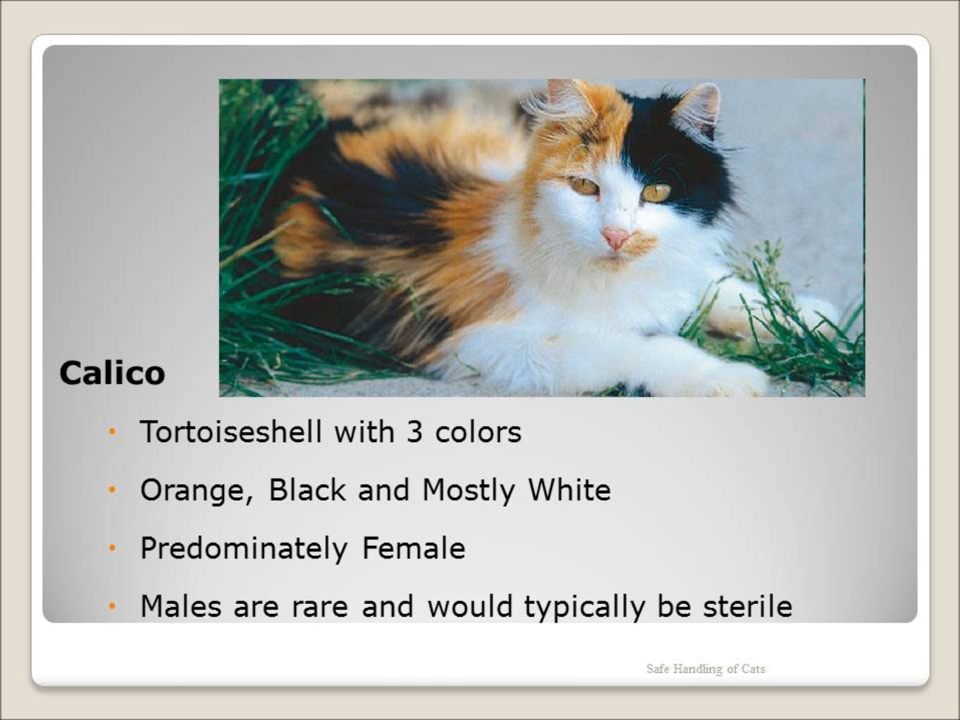 Calico
Tortoiseshell with 3 colors
Orange, Black and Mostly White
Predominately Female
Males are rare and would typically be sterile
Safe Handling of Cats